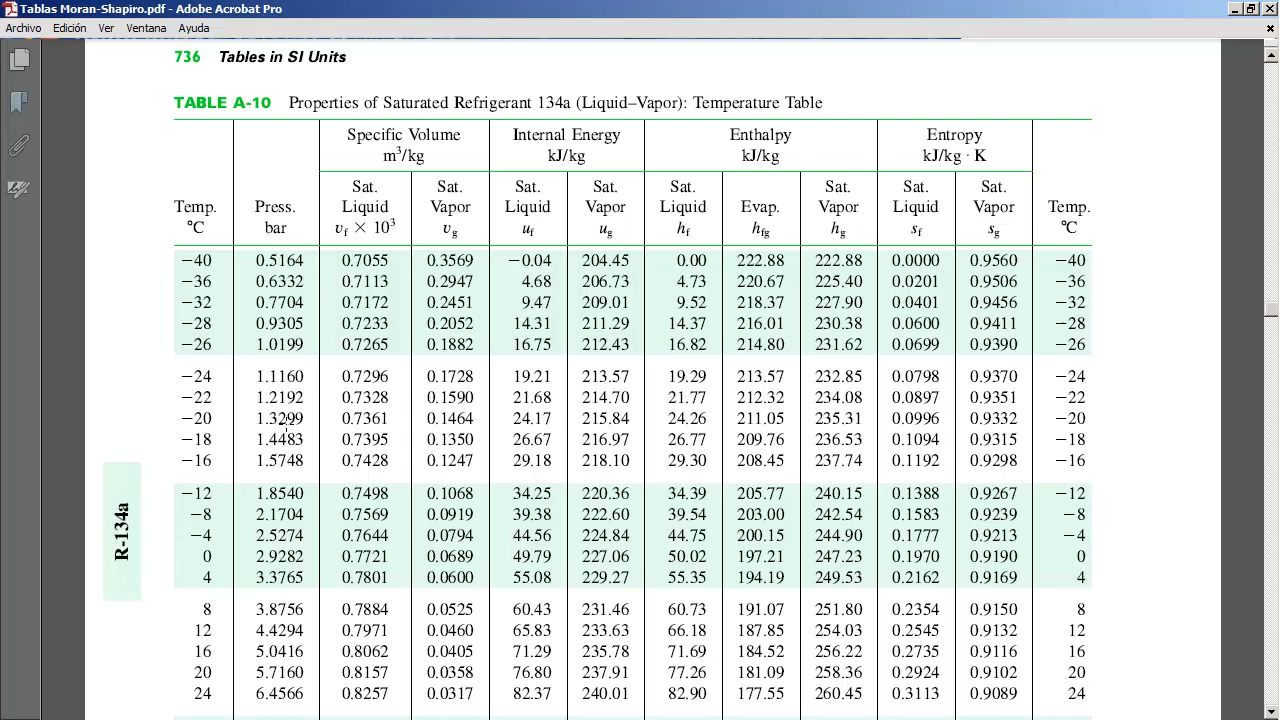 Tablas Moran-Shapiro.pdf - Adobe Acrobat Pro
Archivo Edición Ver Ventana Ayuda
736 Tables in SI Units
TABLE A-10 Properties of Saturated Refrigerant 134a (Liquid–Vapor): Temperature Table
Specific Volume Internal Energy Enthalpy Entropy
m³/kg kJ/kg kJ/kg kJ/kg · K
Sat. Sat. Sat. Sat. Sat. Sat. Sat. Sat.
Temp. Press. Liquid Vapor Liquid Vapor Liquid Evap. Vapor Liquid Vapor Temp.
°C bar υf × 10³ υg uf ug hf hfg hg sf sg °C
−40 0.5164 0.7055 0.3569 −0.04 204.45 0.00 222.88 222.88 0.0000 0.9560 −40
−36 0.6332 0.7113 0.2947 4.68 206.73 4.73 220.67 225.40 0.0201 0.9506 −36
−32 0.7704 0.7172 0.2451 9.47 209.01 9.52 218.37 227.90 0.0401 0.9456 −32
−28 0.9305 0.7233 0.2052 14.31 211.29 14.37 216.01 230.38 0.0600 0.9411 −28
−26 1.0199 0.7265 0.1882 16.75 212.43 16.82 214.80 231.62 0.0699 0.9390 −26
−24 1.1160 0.7296 0.1728 19.21 213.57 19.29 213.57 232.85 0.0798 0.9370 −24
−22 1.2192 0.7328 0.1590 21.68 214.70 21.77 212.32 234.08 0.0897 0.9351 −22
−20 1.3299 0.7361 0.1464 24.17 215.84 24.26 211.05 235.31 0.0996 0.9332 −20
−18 1.4483 0.7395 0.1350 26.67 216.97 26.77 209.76 236.53 0.1094 0.9315 −18
−16 1.5748 0.7428 0.1247 29.18 218.10 29.30 208.45 237.74 0.1192 0.9298 −16
−12 1.8540 0.7498 0.1068 34.25 220.36 34.39 205.77 240.15 0.1388 0.9267 −12
−8 2.1704 0.7569 0.0919 39.38 222.60 39.54 203.00 242.54 0.1583 0.9239 −8
−4 2.5274 0.7644 0.0794 44.56 224.84 44.75 200.15 244.90 0.1777 0.9213 −4
0 2.9282 0.7721 0.0689 49.79 227.06 50.02 197.21 247.23 0.1970 0.9190 0
4 3.3765 0.7801 0.0600 55.08 229.27 55.35 194.19 249.53 0.2162 0.9169 4
8 3.8756 0.7884 0.0525 60.43 231.46 60.73 191.07 251.80 0.2354 0.9150 8
12 4.4294 0.7971 0.0460 65.83 233.63 66.18 187.85 254.03 0.2545 0.9132 12
16 5.0416 0.8062 0.0405 71.29 235.78 71.69 184.52 256.22 0.2735 0.9116 16
20 5.7160 0.8157 0.0358 76.80 237.91 77.26 181.09 258.36 0.2924 0.9102 20
24 6.4566 0.8257 0.0317 82.37 240.01 82.90 177.55 260.45 0.3113 0.9089 24
R-134a